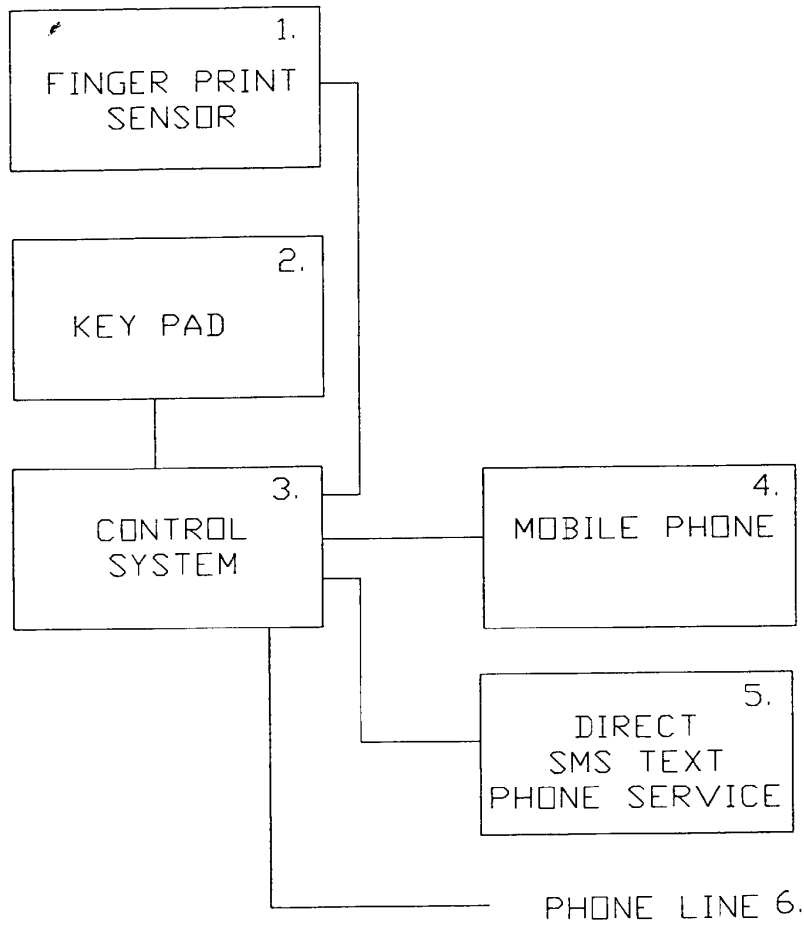 1.
FINGER PRINT
SENSOR
2.
KEY PAD
3.
CONTROL
SYSTEM
4.
MOBILE PHONE
5.
DIRECT
SMS TEXT
PHONE SERVICE
PHONE LINE 6.